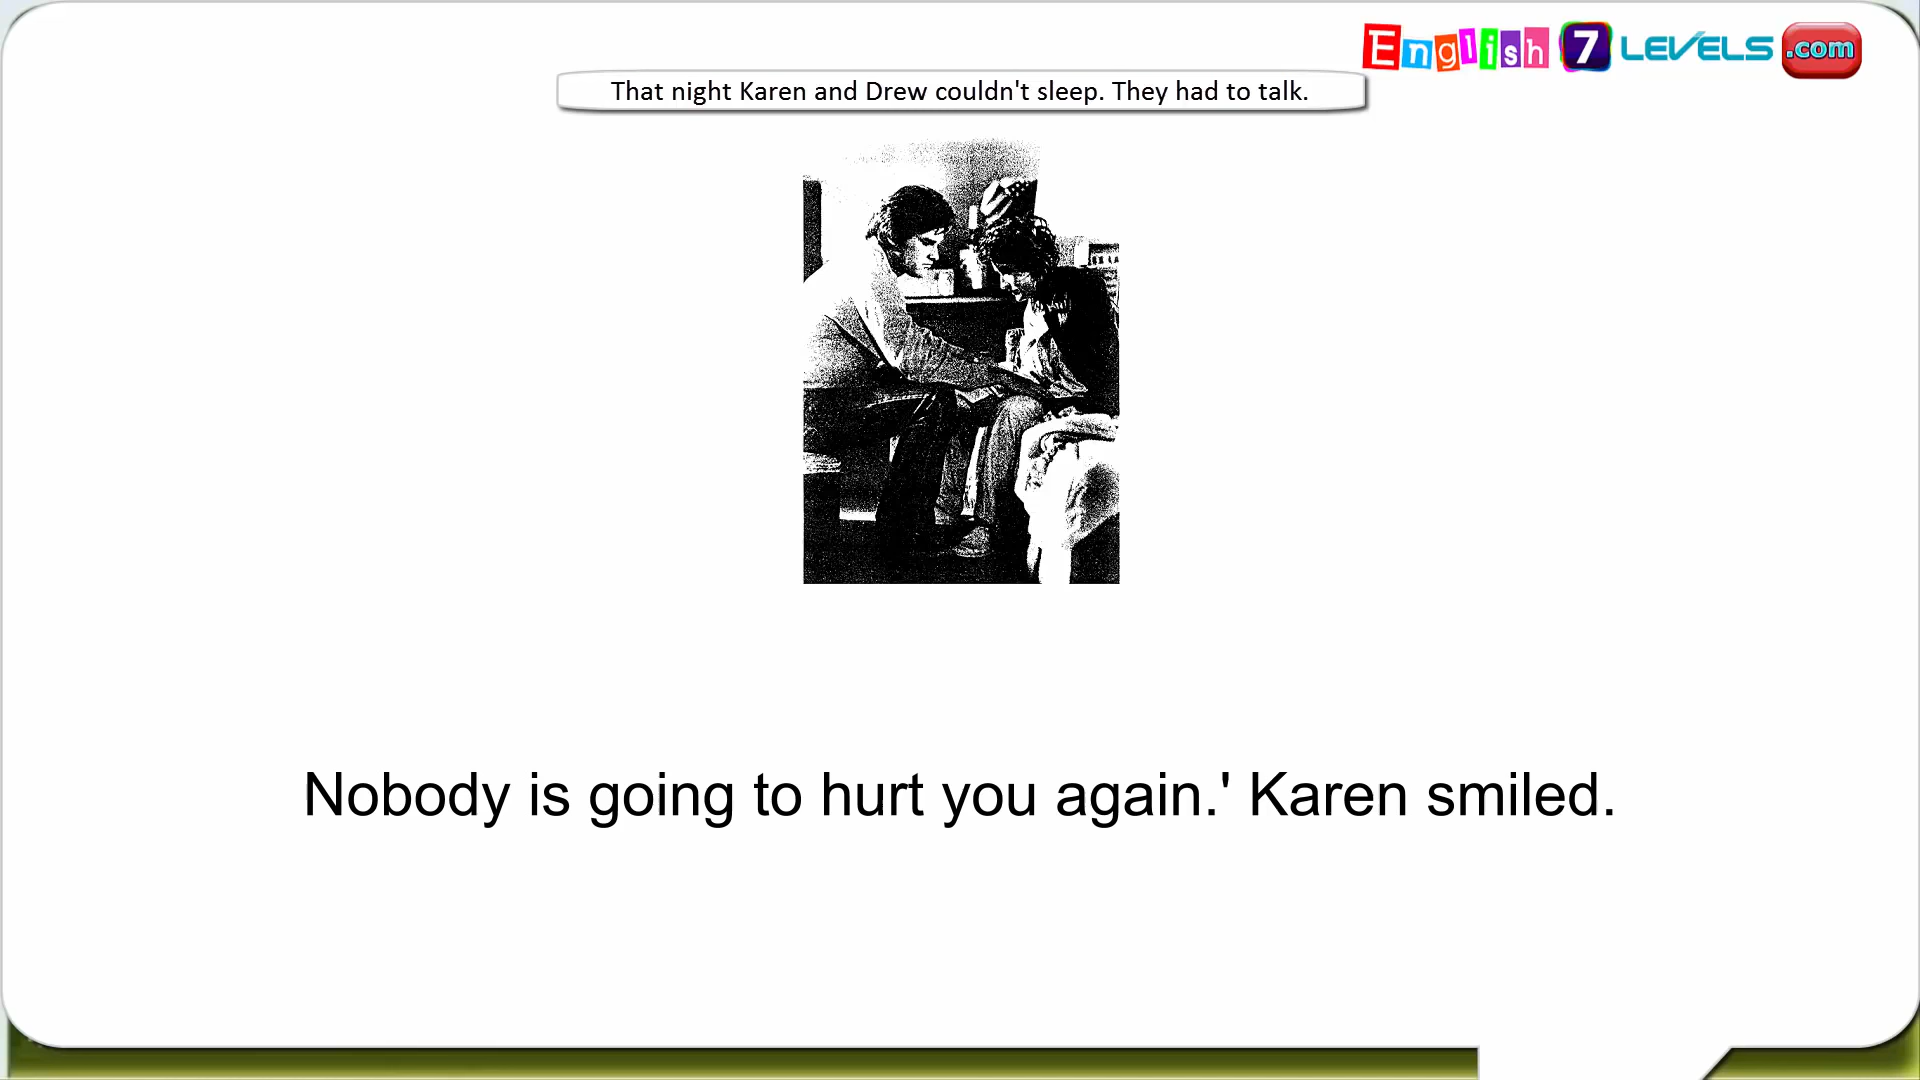 English 7 LEVELS .com
That night Karen and Drew couldn't sleep. They had to talk.
Nobody is going to hurt you again.' Karen smiled.